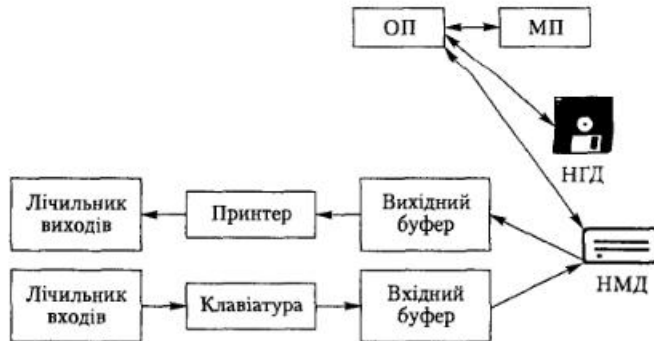 ОП
МП
НГД
Лічильник
виходів
Принтер
Вихідний
буфер
НМД
Лічильник
входів
Клавіатура
Вхідний
буфер